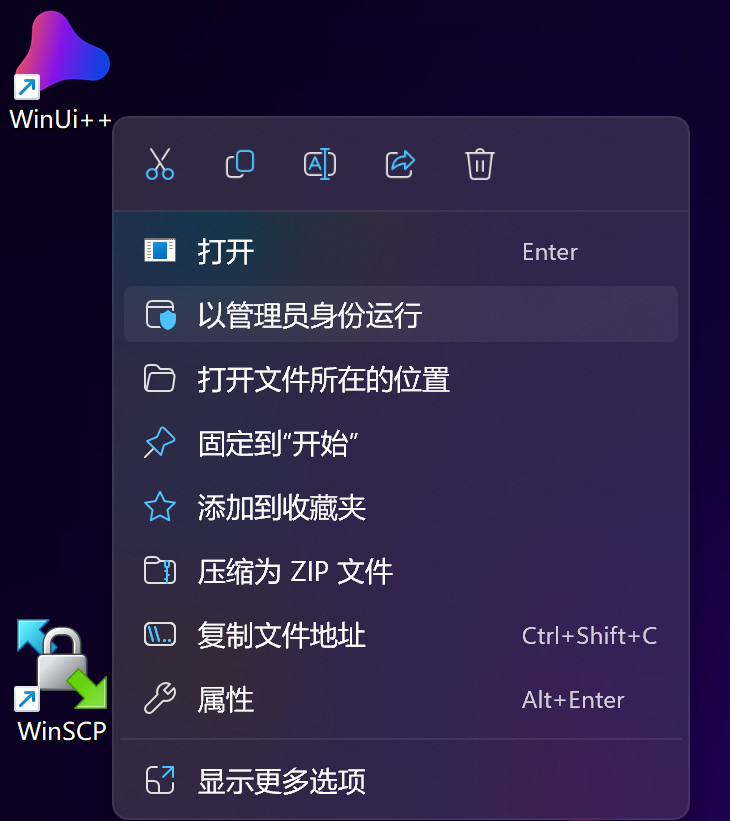 WinUi++
打开 Enter
以管理员身份运行
打开文件所在的位置
固定到“开始”
添加到收藏夹
压缩为 ZIP 文件
复制文件地址 Ctrl+Shift+C
属性 Alt+Enter
显示更多选项
WinSCP